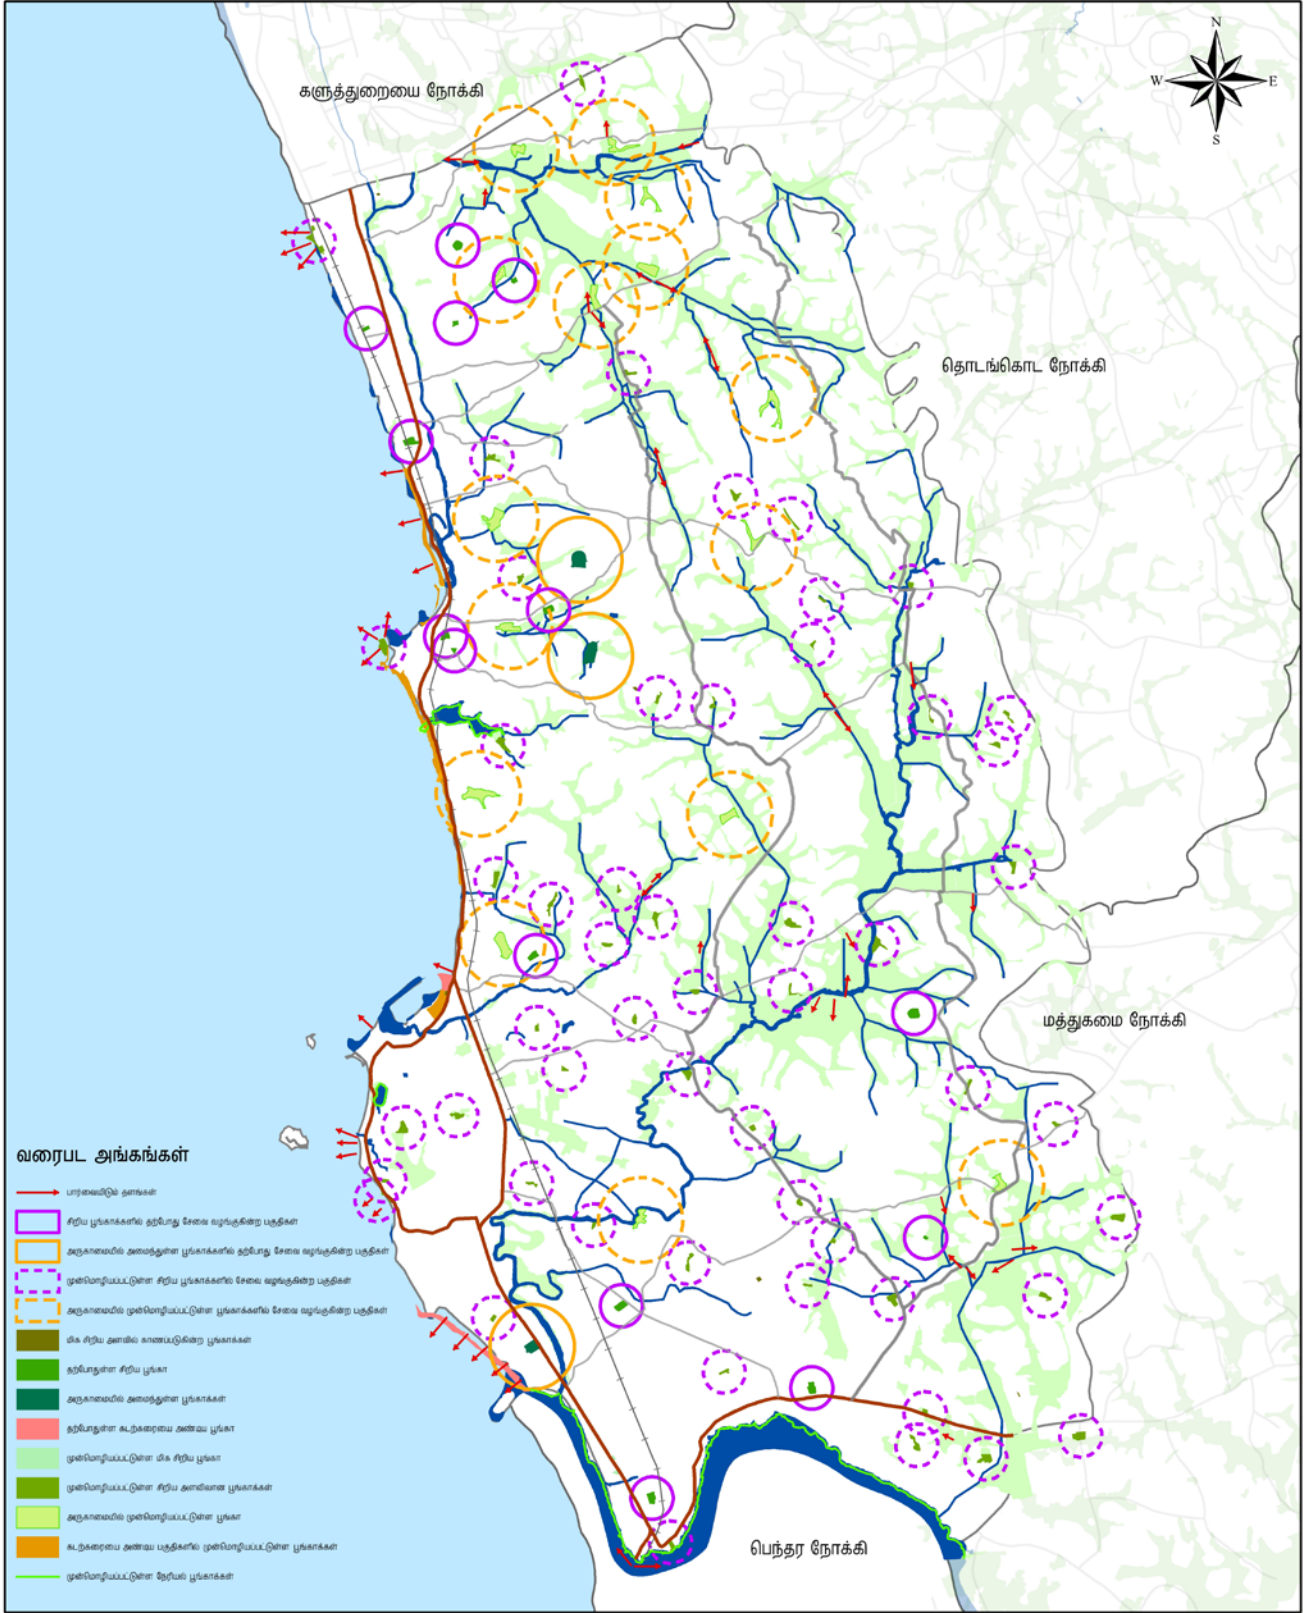 N
W
E
S
களுத்துறையை நோக்கி
தொடங்கொட நோக்கி
மத்துகமை நோக்கி
பெந்தர நோக்கி
வரைபட அங்கங்கள்
பார்வையிடும் தளங்கள்
சிறிய பூங்காக்களில் தற்போது சேவை வழங்குகின்ற பகுதிகள்
அருகாமையில் அமைந்துள்ள பூங்காக்களில் தற்போது சேவை வழங்குகின்ற பகுதிகள்
முன்மொழியப்பட்டுள்ள சிறிய பூங்காக்களில் சேவை வழங்குகின்ற பகுதிகள்
அருகாமையில் முன்மொழியப்பட்டுள்ள பூங்காக்களில் சேவை வழங்குகின்ற பகுதிகள்
மிக சிறிய அளவில் காணப்படுகின்ற பூங்காக்கள்
தற்போதுள்ள சிறிய பூங்கா
அருகாமையில் அமைந்துள்ள பூங்காக்கள்
தற்போதுள்ள கடற்கரையை அண்டிய பூங்கா
முன்மொழியப்பட்டுள்ள மிக சிறிய பூங்கா
முன்மொழியப்பட்டுள்ள சிறிய அளவிலான பூங்காக்கள்
அருகாமையில் முன்மொழியப்பட்டுள்ள பூங்கா
கடற்கரையை அண்டிய பகுதிகளில் முன்மொழியப்பட்டுள்ள பூங்காக்கள்
முன்மொழியப்பட்டுள்ள நேரியல் பூங்காக்கள்